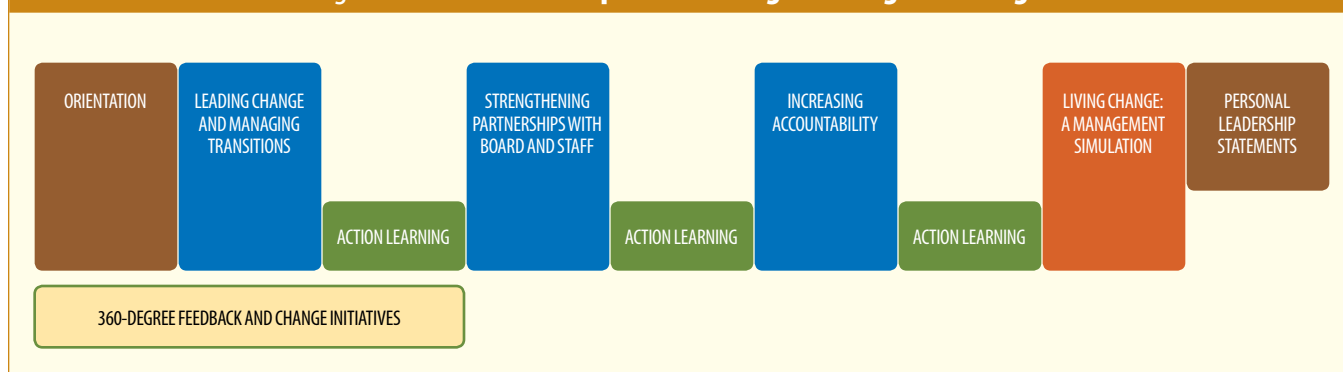 ORIENTATION
LEADING CHANGE
AND MANAGING
TRANSITIONS
ACTION LEARNING
STRENGTHENING
PARTNERSHIPS WITH
BOARD AND STAFF
ACTION LEARNING
INCREASING
ACCOUNTABILITY
ACTION LEARNING
LIVING CHANGE:
A MANAGEMENT
SIMULATION
PERSONAL
LEADERSHIP
STATEMENTS
360-DEGREE FEEDBACK AND CHANGE INITIATIVES